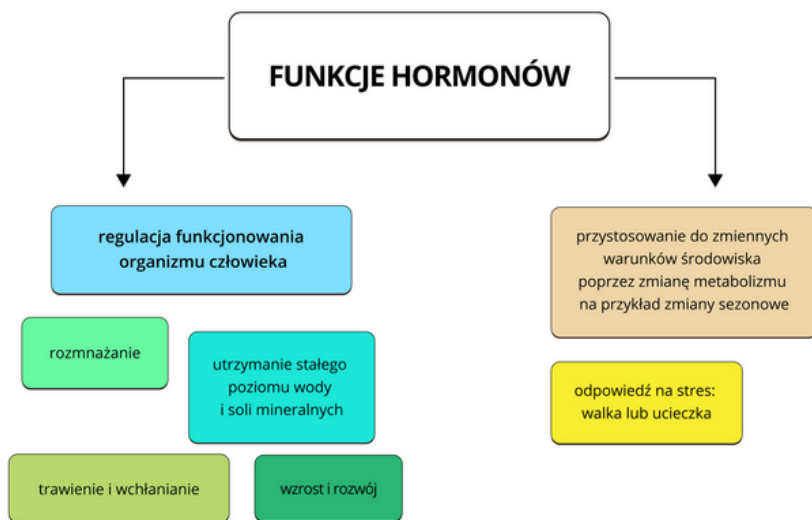 FUNKCJE HORMONÓW
regulacja funkcjonowania
organizmu człowieka
rozmnażanie
utrzymanie stałego
poziomu wody
i soli mineralnych
trawienie i wchłanianie
wzrost i rozwój
przystosowanie do zmiennych
warunków środowiska
poprzez zmianę metabolizmu
na przykład zmiany sezonowe
odpowiedź na stres:
walka lub ucieczka